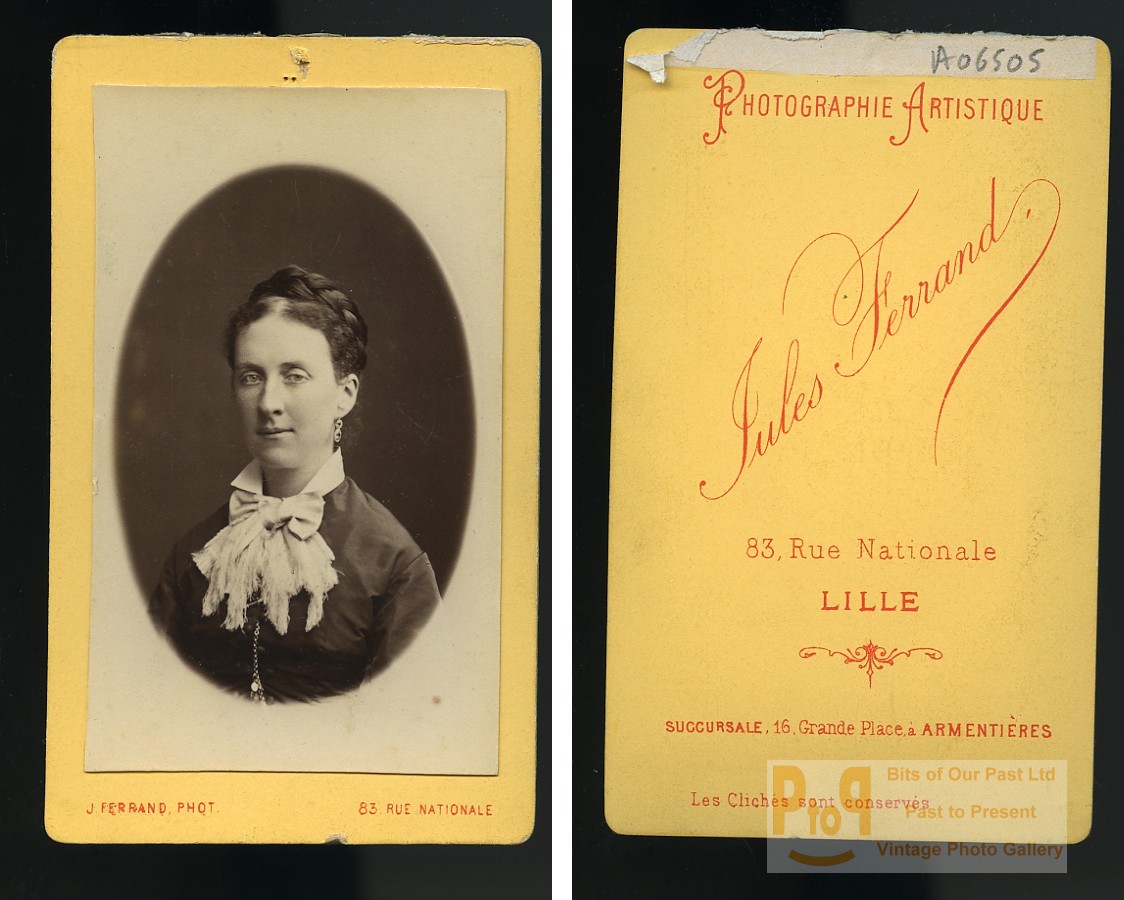 J. FERRAND, PHOT.
83. RUE NATIONALE
A06505
PHOTOGRAPHIE ARTISTIQUE
Jules Ferrand
83, Rue Nationale
LILLE
SUCCURSALE, 16, Grande Place, à ARMENTIÈRES
Les Clichés sont conservés
PtoP
Bits of Our Past Ltd
Past to Present
Vintage Photo Gallery